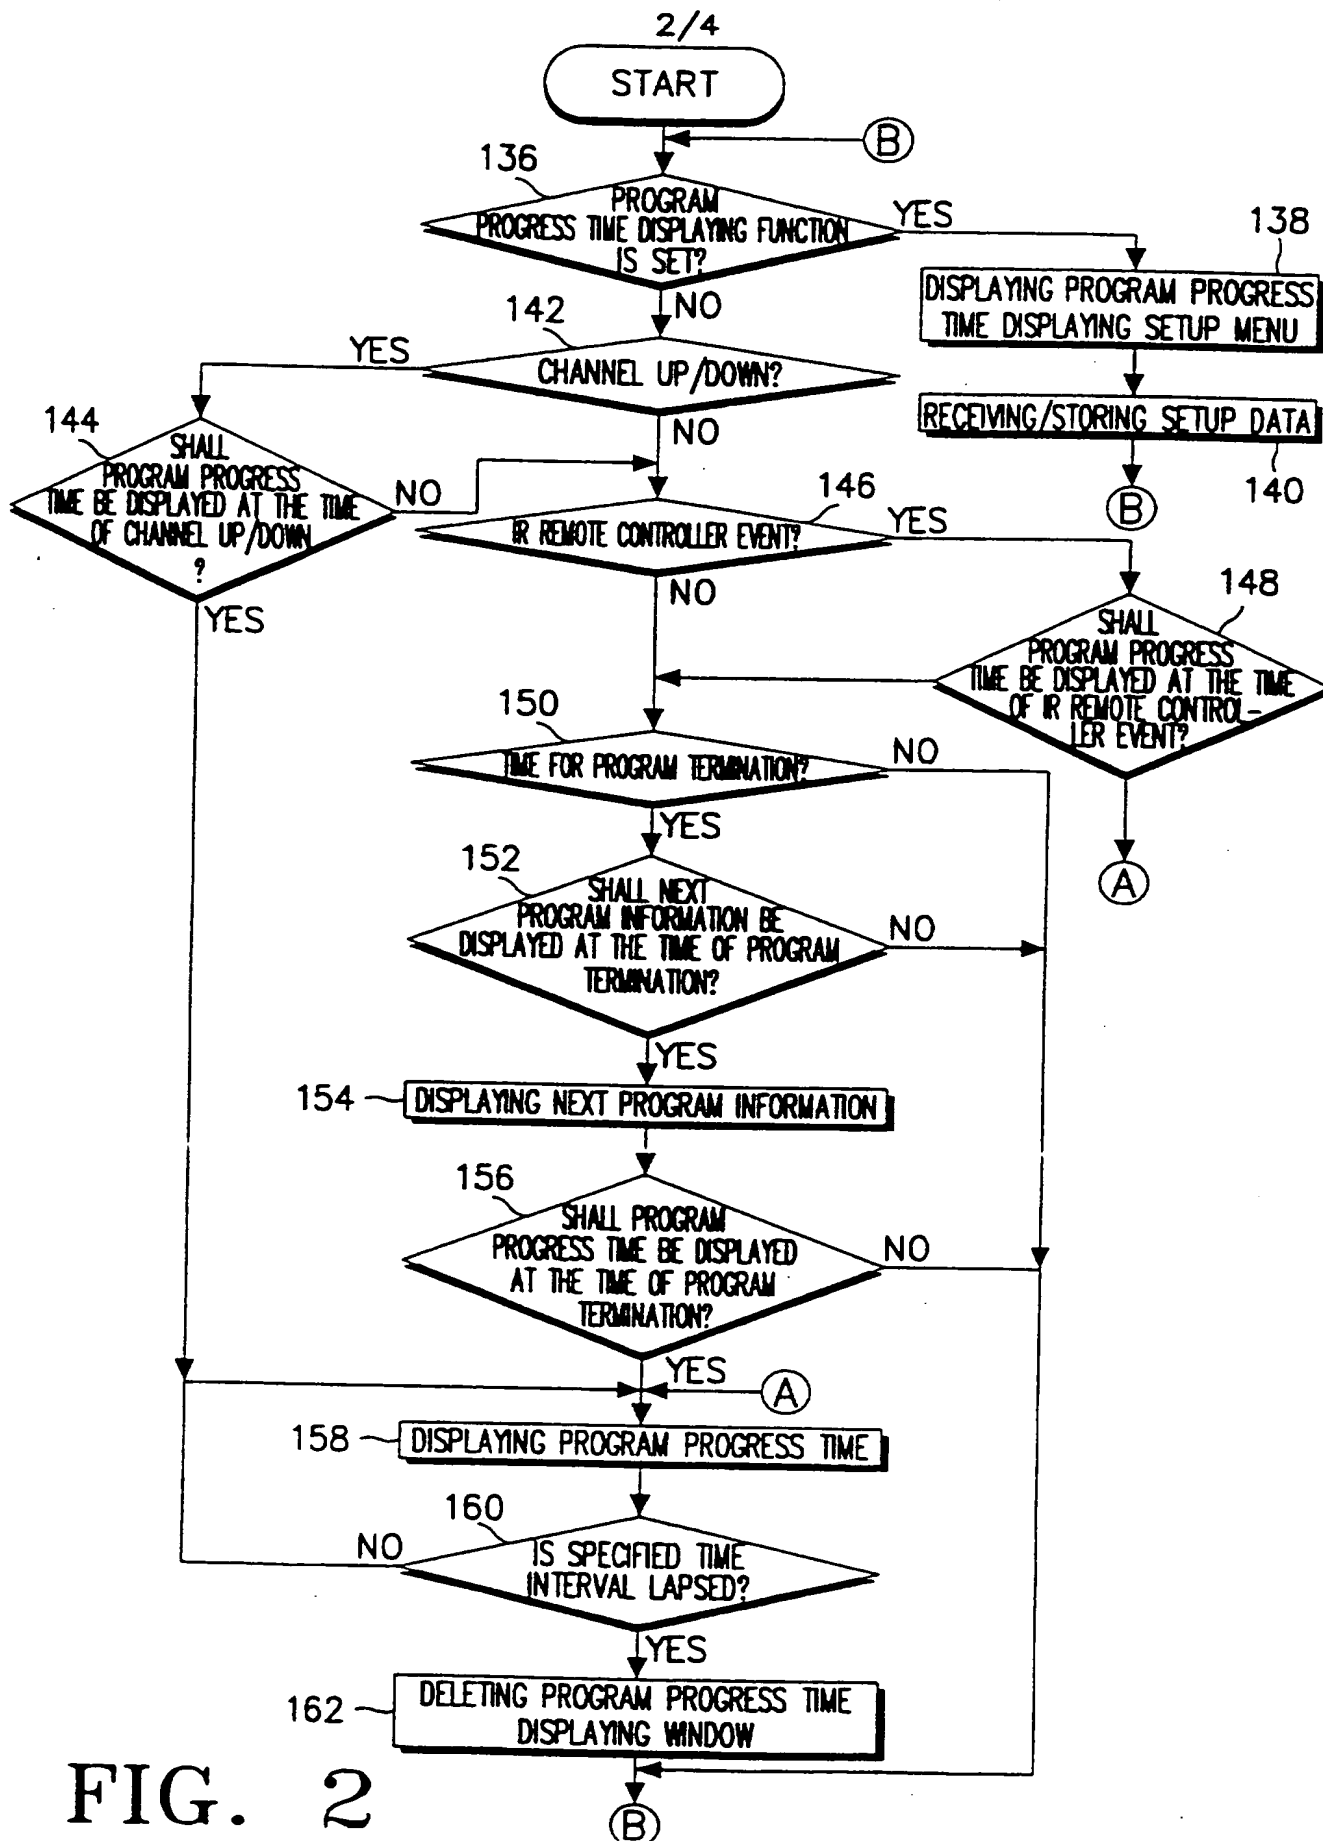 2/4
START
B
136
PROGRAM
PROGRESS TIME DISPLAYING FUNCTION
IS SET?
YES
NO
138
DISPLAYING PROGRAM PROGRESS
TIME DISPLAYING SETUP MENU
142
YES
CHANNEL UP/DOWN?
NO
RECEIVING/STORING SETUP DATA
140
B
144
SHALL
PROGRAM PROGRESS
TIME BE DISPLAYED AT THE TIME
OF CHANNEL UP/DOWN
?
NO
YES
146
IR REMOTE CONTROLLER EVENT?
YES
NO
148
SHALL
PROGRAM PROGRESS
TIME BE DISPLAYED AT THE TIME
OF IR REMOTE CONTROL-
LER EVENT?
A
150
TIME FOR PROGRAM TERMINATION?
NO
YES
152
SHALL NEXT
PROGRAM INFORMATION BE
DISPLAYED AT THE TIME OF PROGRAM
TERMINATION?
NO
YES
154
DISPLAYING NEXT PROGRAM INFORMATION
156
SHALL PROGRAM
PROGRESS TIME BE DISPLAYED
AT THE TIME OF PROGRAM
TERMINATION?
NO
YES
A
158
DISPLAYING PROGRAM PROGRESS TIME
160
NO
IS SPECIFIED TIME
INTERVAL LAPSED?
YES
162
DELETING PROGRAM PROGRESS TIME
DISPLAYING WINDOW
B
FIG. 2